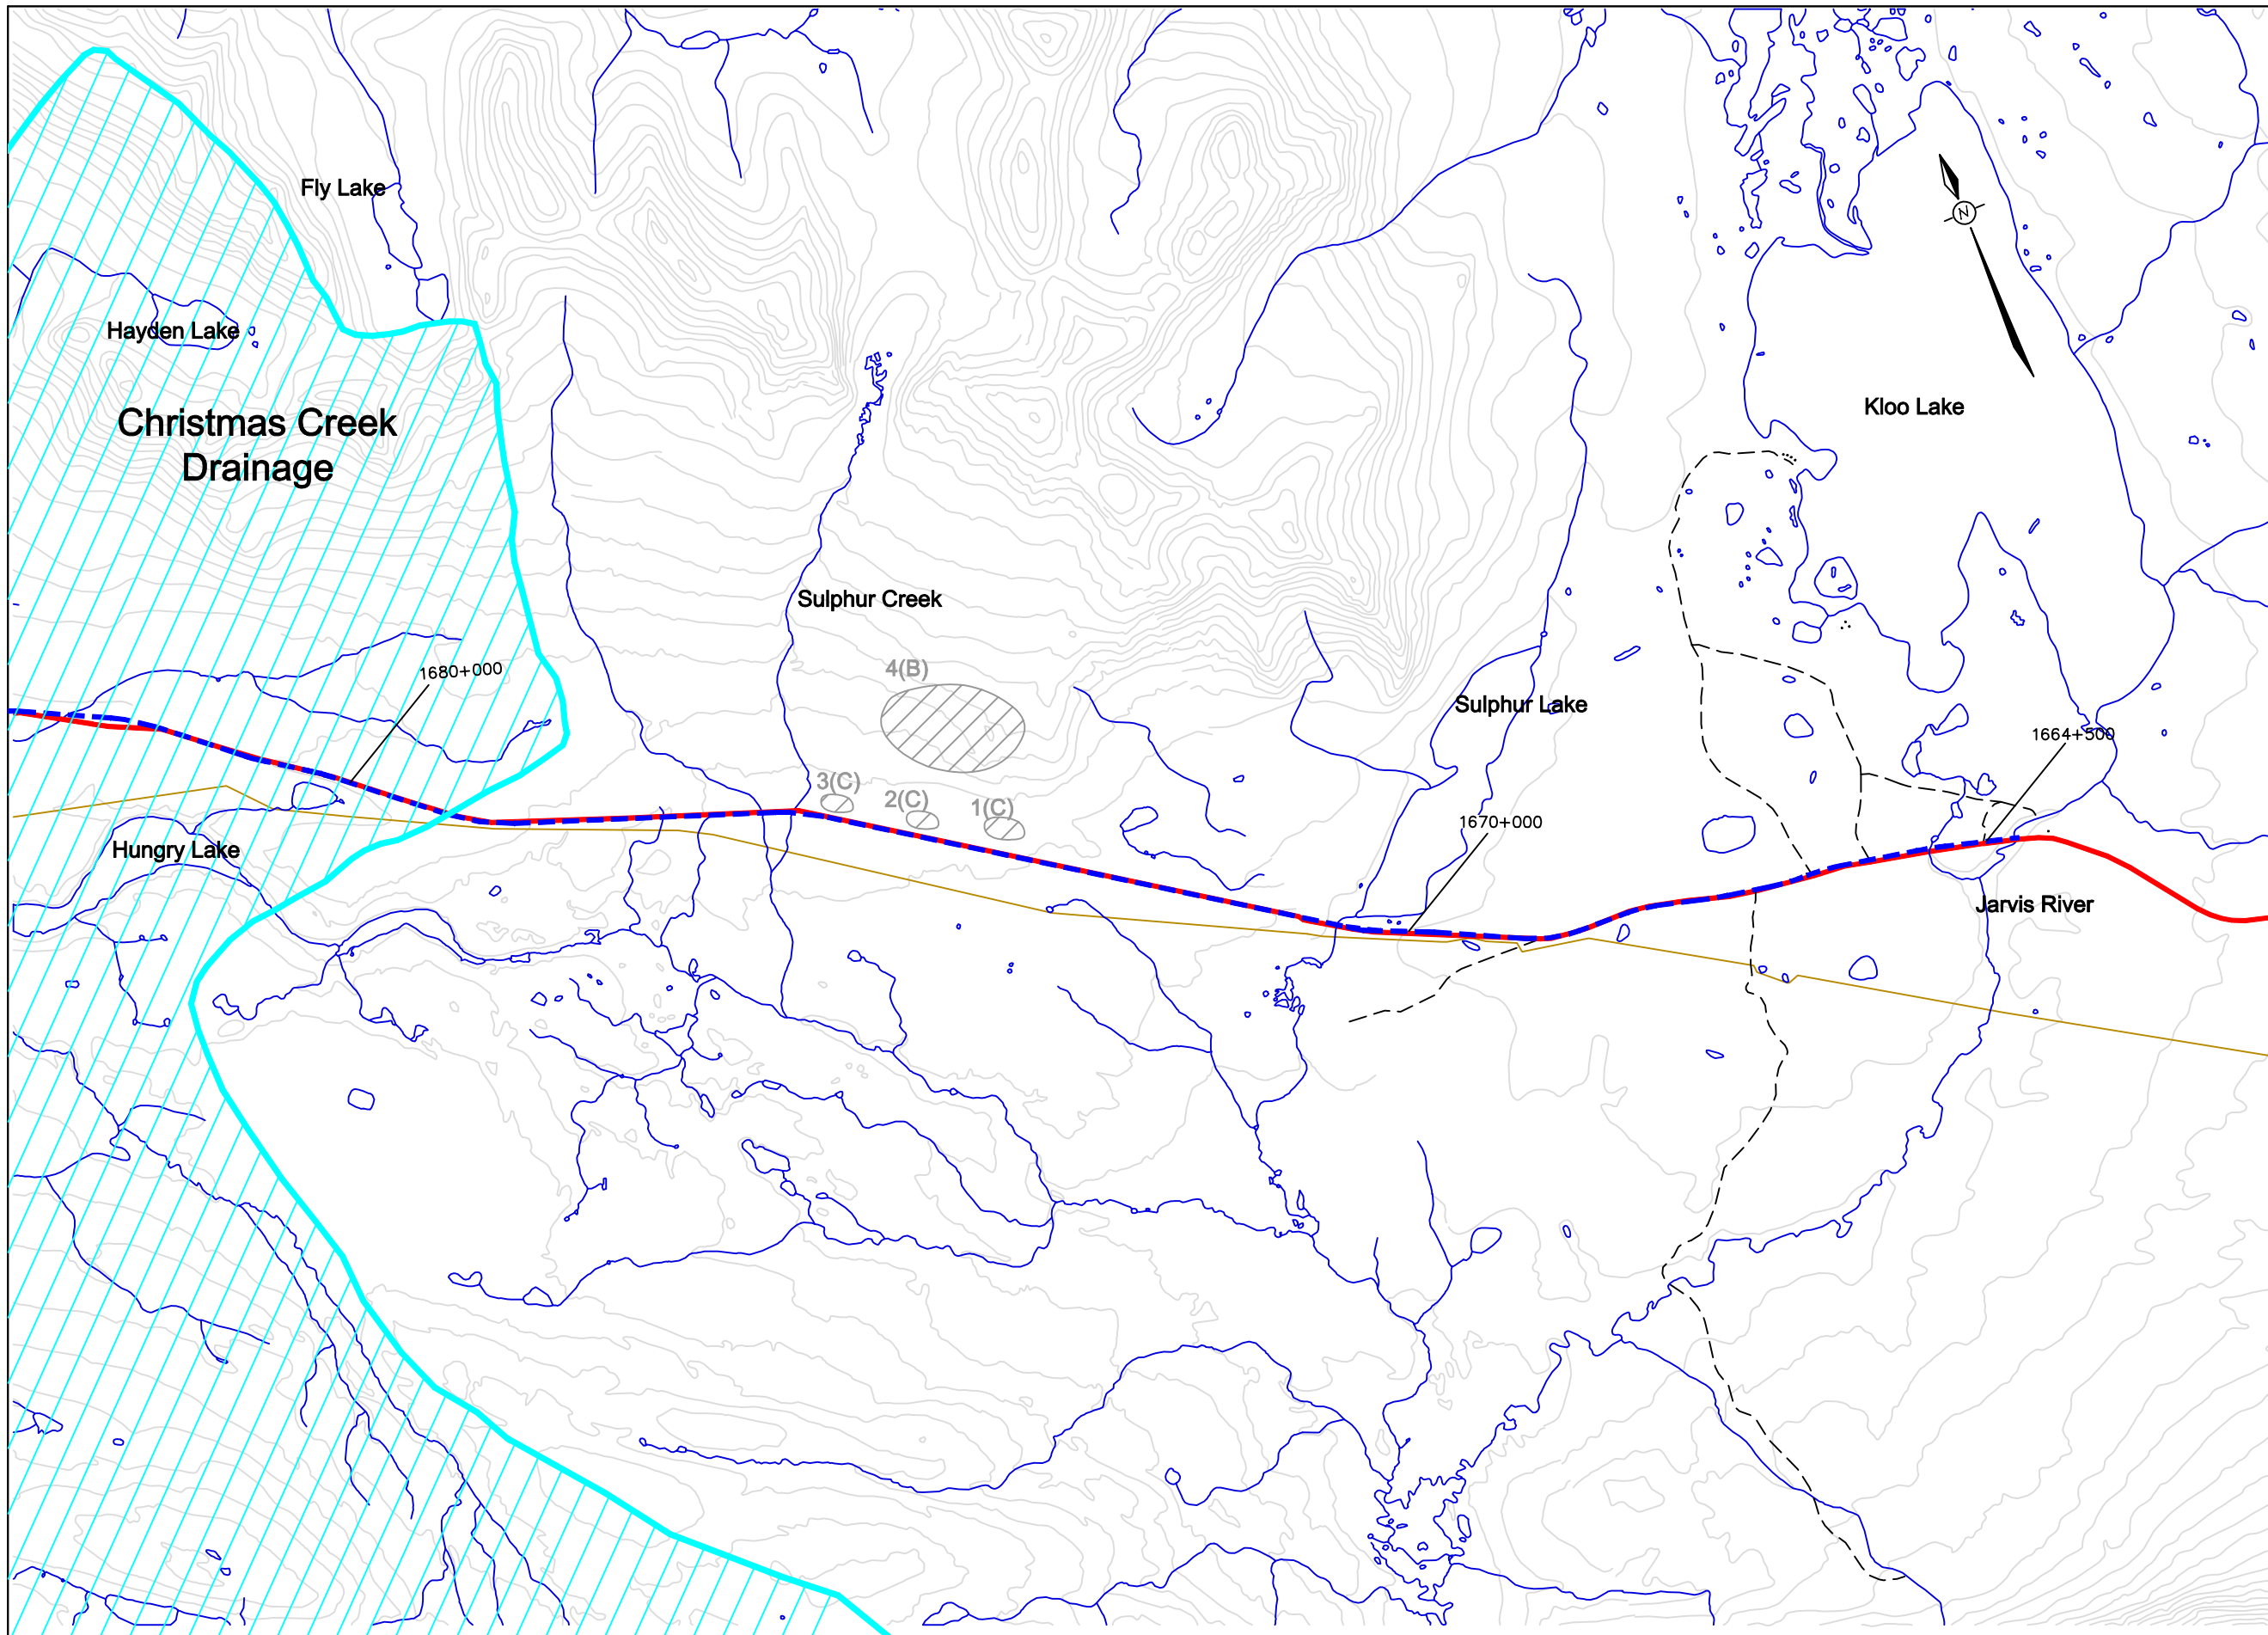 Fly Lake
N
Hayden Lake
Christmas Creek
Drainage
Kloo Lake
Sulphur Creek
4(B)
1680+000
Sulphur Lake
1664+500
3(C)
2(C)
1(C)
1670+000
Hungry Lake
Jarvis River